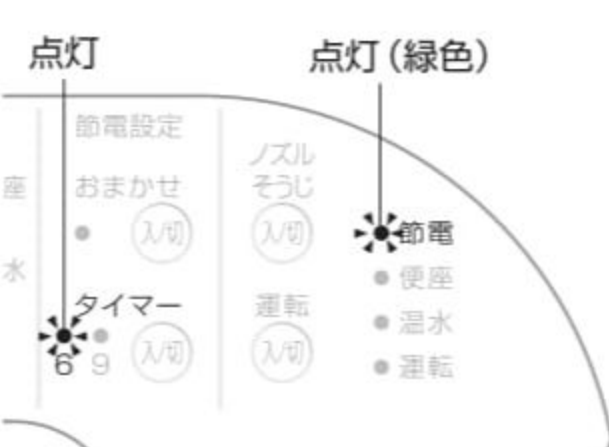 点灯
点灯(緑色)
節電設定
ノズル
そうじ
座
おまかせ
入/切
入/切
節電
便座
水
タイマー
運転
温水
6
9
入/切
入/切
運転